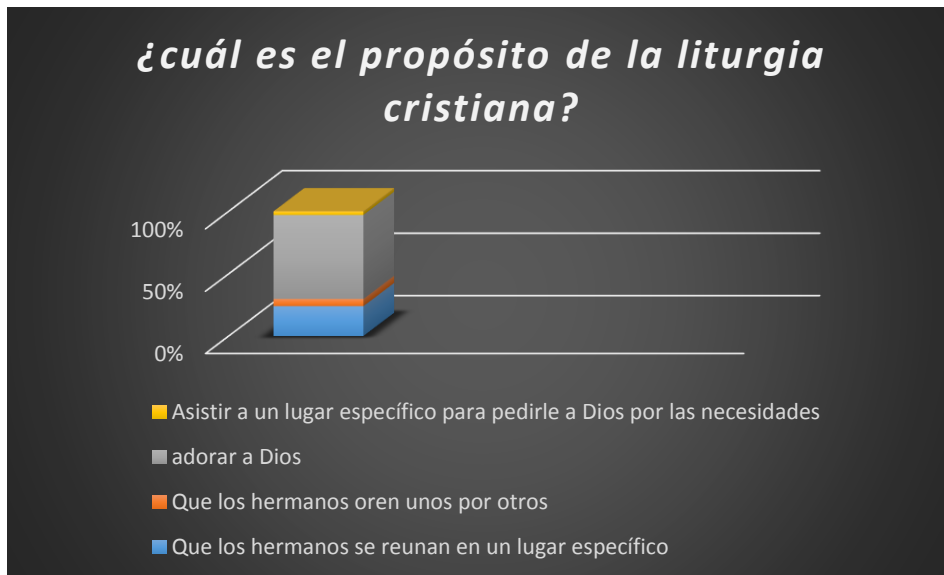 ¿cuál es el propósito de la liturgia
cristiana?
100%
50%
0%
Asistir a un lugar específico para pedirle a Dios por las necesidades
adorar a Dios
Que los hermanos oren unos por otros
Que los hermanos se reunan en un lugar específico